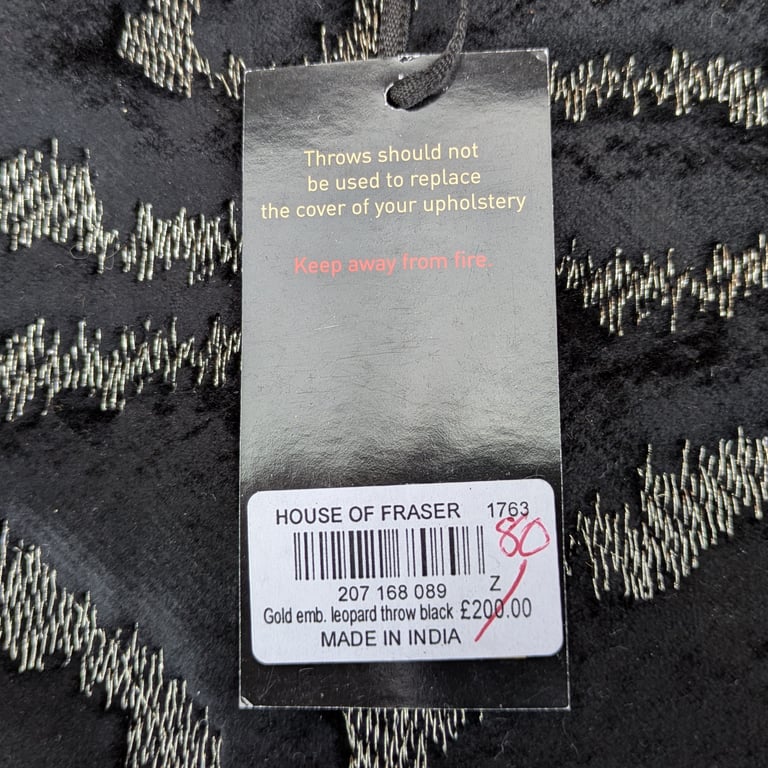 Throws should not
be used to replace
the cover of your upholstery
Keep away from fire.
HOUSE OF FRASER 1763
80
207 168 089 Z
Gold emb. leopard throw black £200.00
MADE IN INDIA